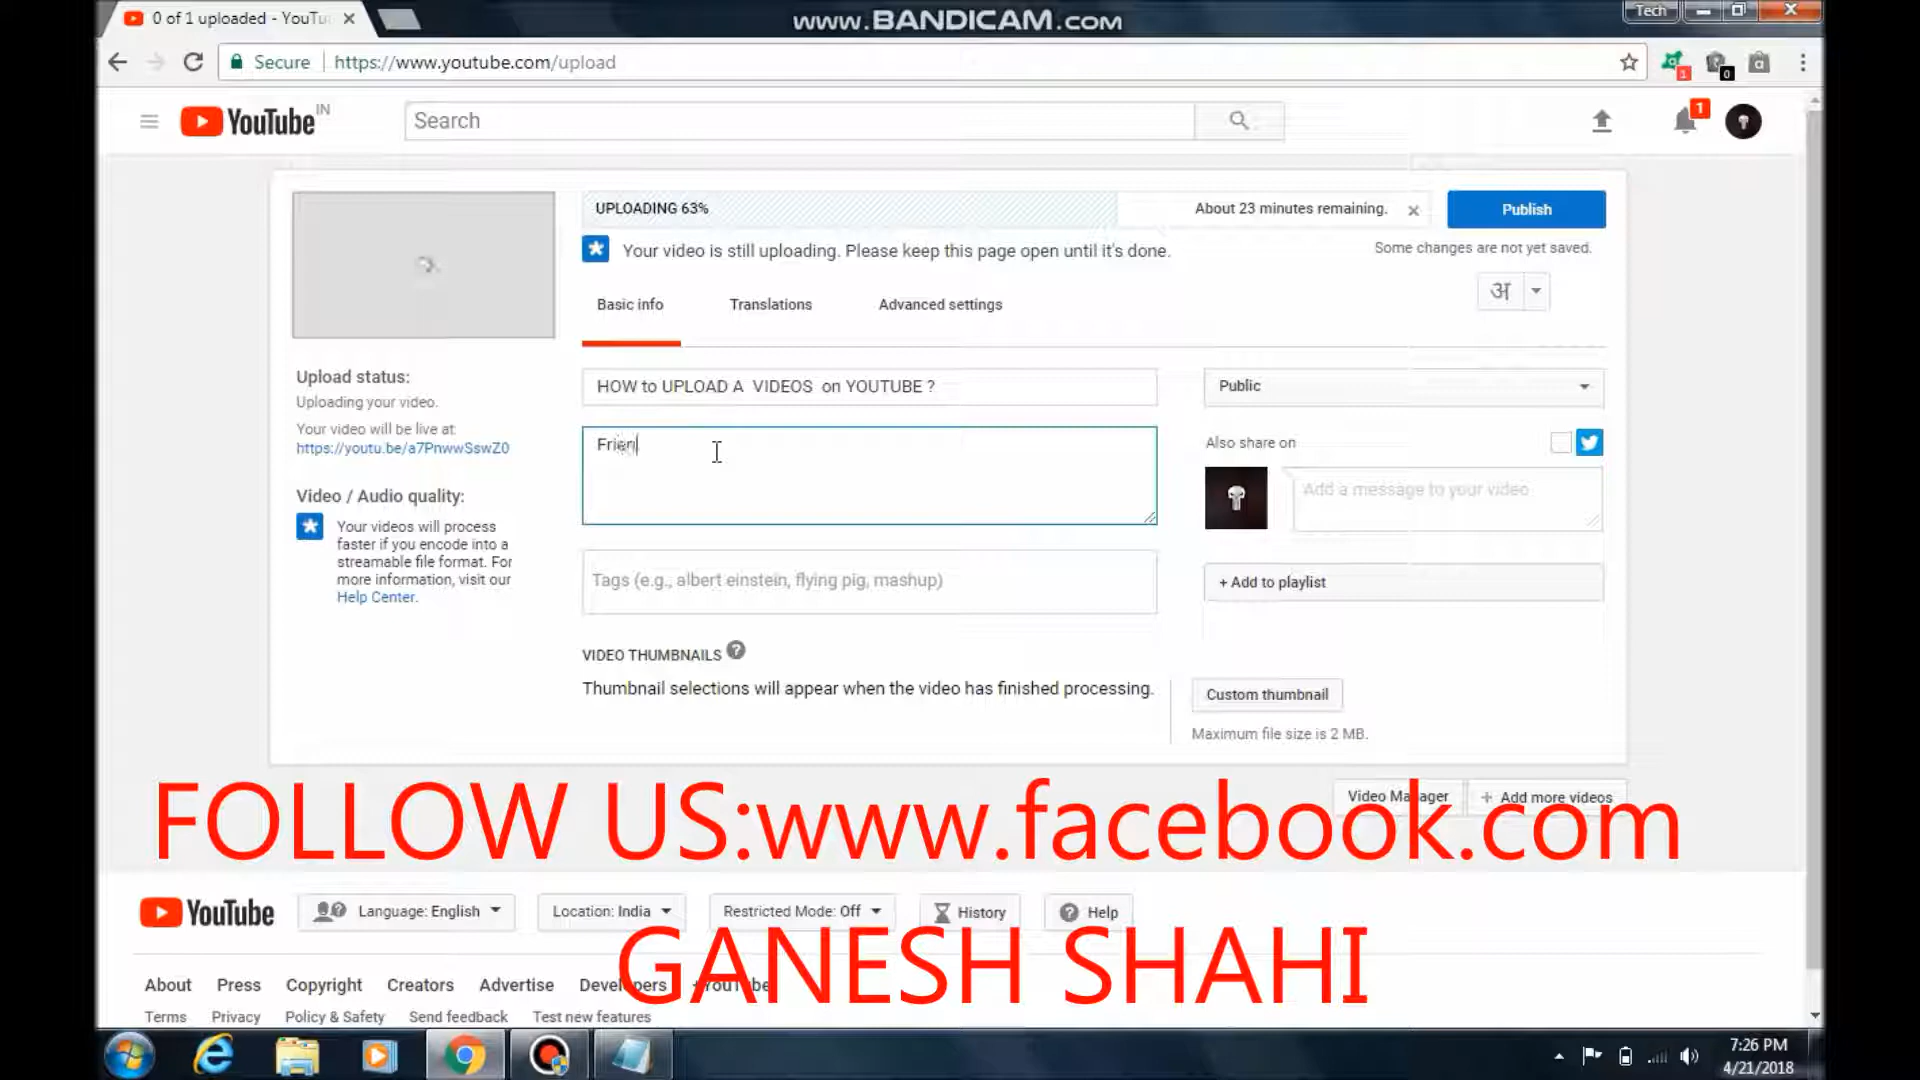 0 of 1 uploaded - YouTu
www.BANDICAM.com
Tech
Secure
https://www.youtube.com/upload
1
0
YouTube IN
Search
1
UPLOADING 63%
About 23 minutes remaining.
Publish
Your video is still uploading. Please keep this page open until it's done.
Some changes are not yet saved.
Basic info
Translations
Advanced settings
अ
Upload status:
Uploading your video.
Your video will be live at:
https://youtu.be/a7PnwwSswZ0
Video / Audio quality:
Your videos will process
faster if you encode into a
streamable file format. For
more information, visit our
Help Center.
HOW to UPLOAD A  VIDEOS  on YOUTUBE ?
Frien
Tags (e.g., albert einstein, flying pig, mashup)
VIDEO THUMBNAILS ?
Thumbnail selections will appear when the video has finished processing.
Public
Also share on
Add a message to your video
+ Add to playlist
Custom thumbnail
Maximum file size is 2 MB.
Video Manager
+ Add more videos
FOLLOW US:www.facebook.com
YouTube
Language: English
Location: India
Restricted Mode: Off
History
Help
GANESH SHAHI
About
Press
Copyright
Creators
Advertise
Developers
+YouTube
Terms
Privacy
Policy & Safety
Send feedback
Test new features
7:26 PM
4/21/2018